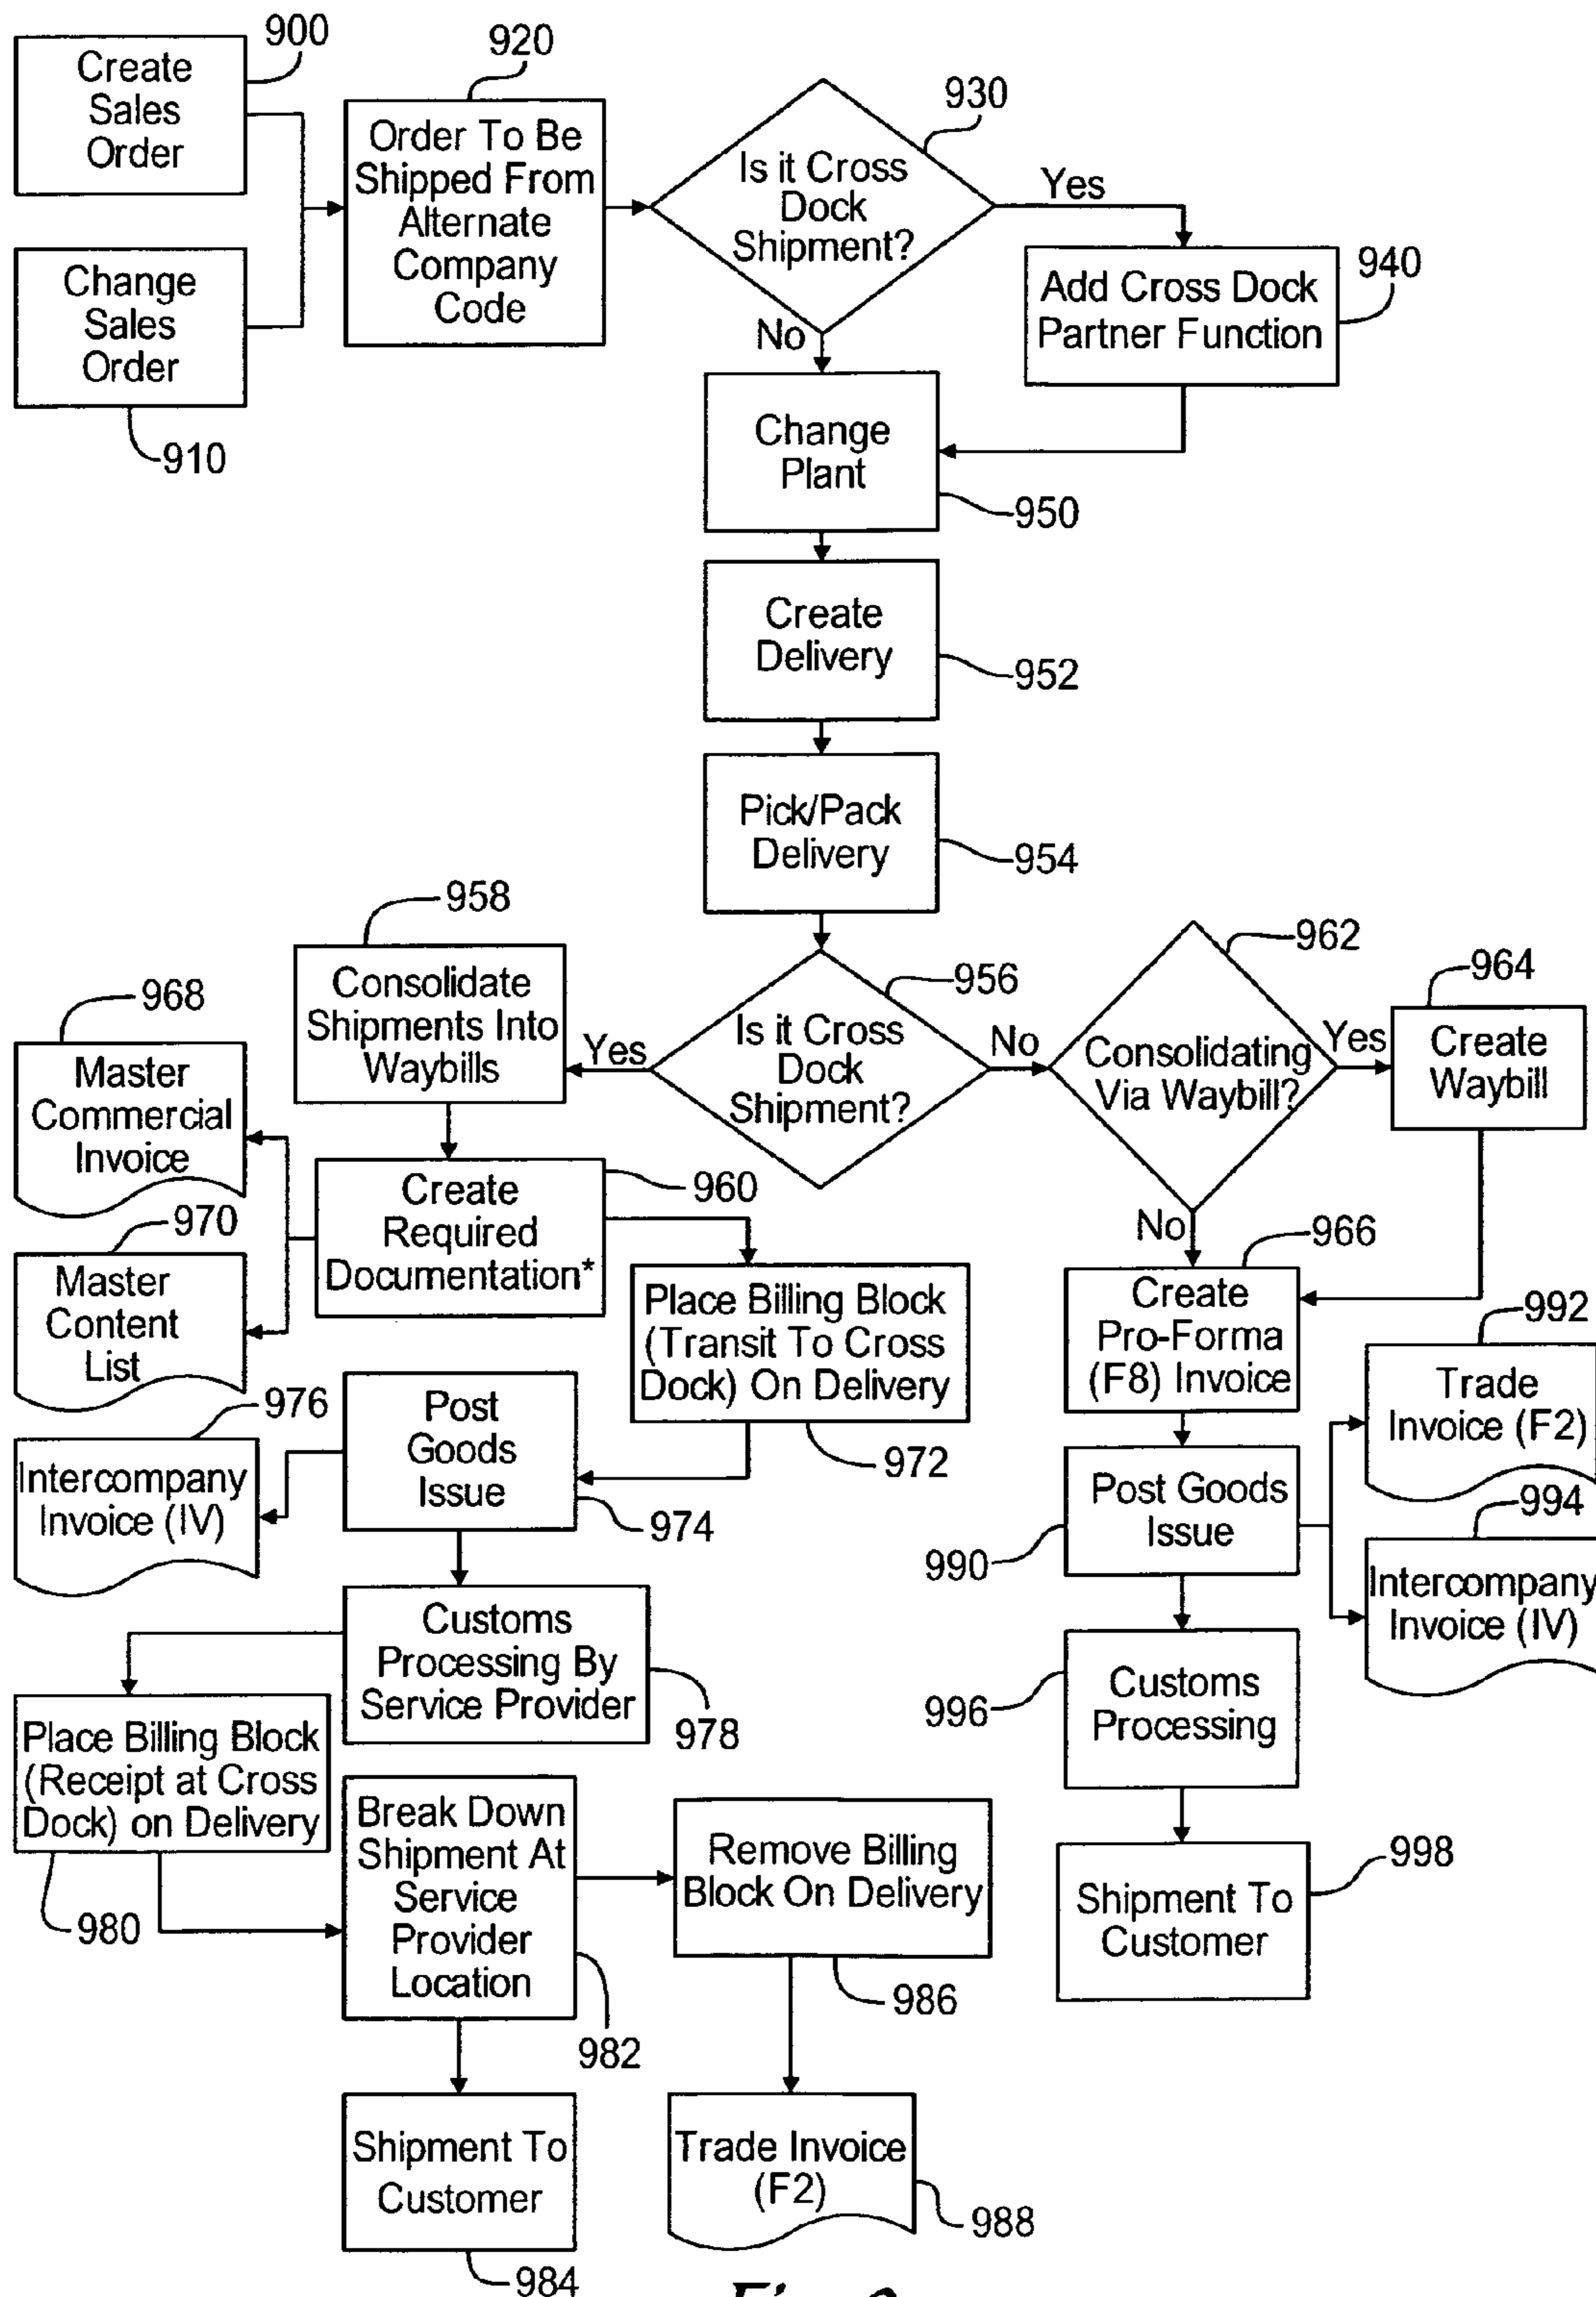 900
Create
Sales
Order
Change
Sales
Order
910
920
Order To Be
Shipped From
Alternate
Company
Code
930
Is it Cross
Dock
Shipment?
Yes
No
940
Add Cross Dock
Partner Function
Change
Plant
950
Create
Delivery
952
Pick/Pack
Delivery
954
956
Is it Cross
Dock
Shipment?
Yes
No
958
Consolidate
Shipments Into
Waybills
962
Consolidating
Via Waybill?
Yes
No
964
Create
Waybill
968
Master
Commercial
Invoice
960
Create
Required
Documentation*
970
Master
Content
List
Place Billing Block
(Transit To Cross
Dock) On Delivery
972
966
Create
Pro-Forma
(F8) Invoice
992
Trade
Invoice (F2)
976
Intercompany
Invoice (IV)
Post
Goods
Issue
974
Post Goods
Issue
990
994
Intercompany
Invoice (IV)
Customs
Processing By
Service Provider
978
Customs
Processing
996
Place Billing Block
(Receipt at Cross
Dock) on Delivery
980
Break Down
Shipment At
Service
Provider
Location
982
Remove Billing
Block On Delivery
986
998
Shipment To
Customer
Shipment To
Customer
984
Trade Invoice
(F2)
988